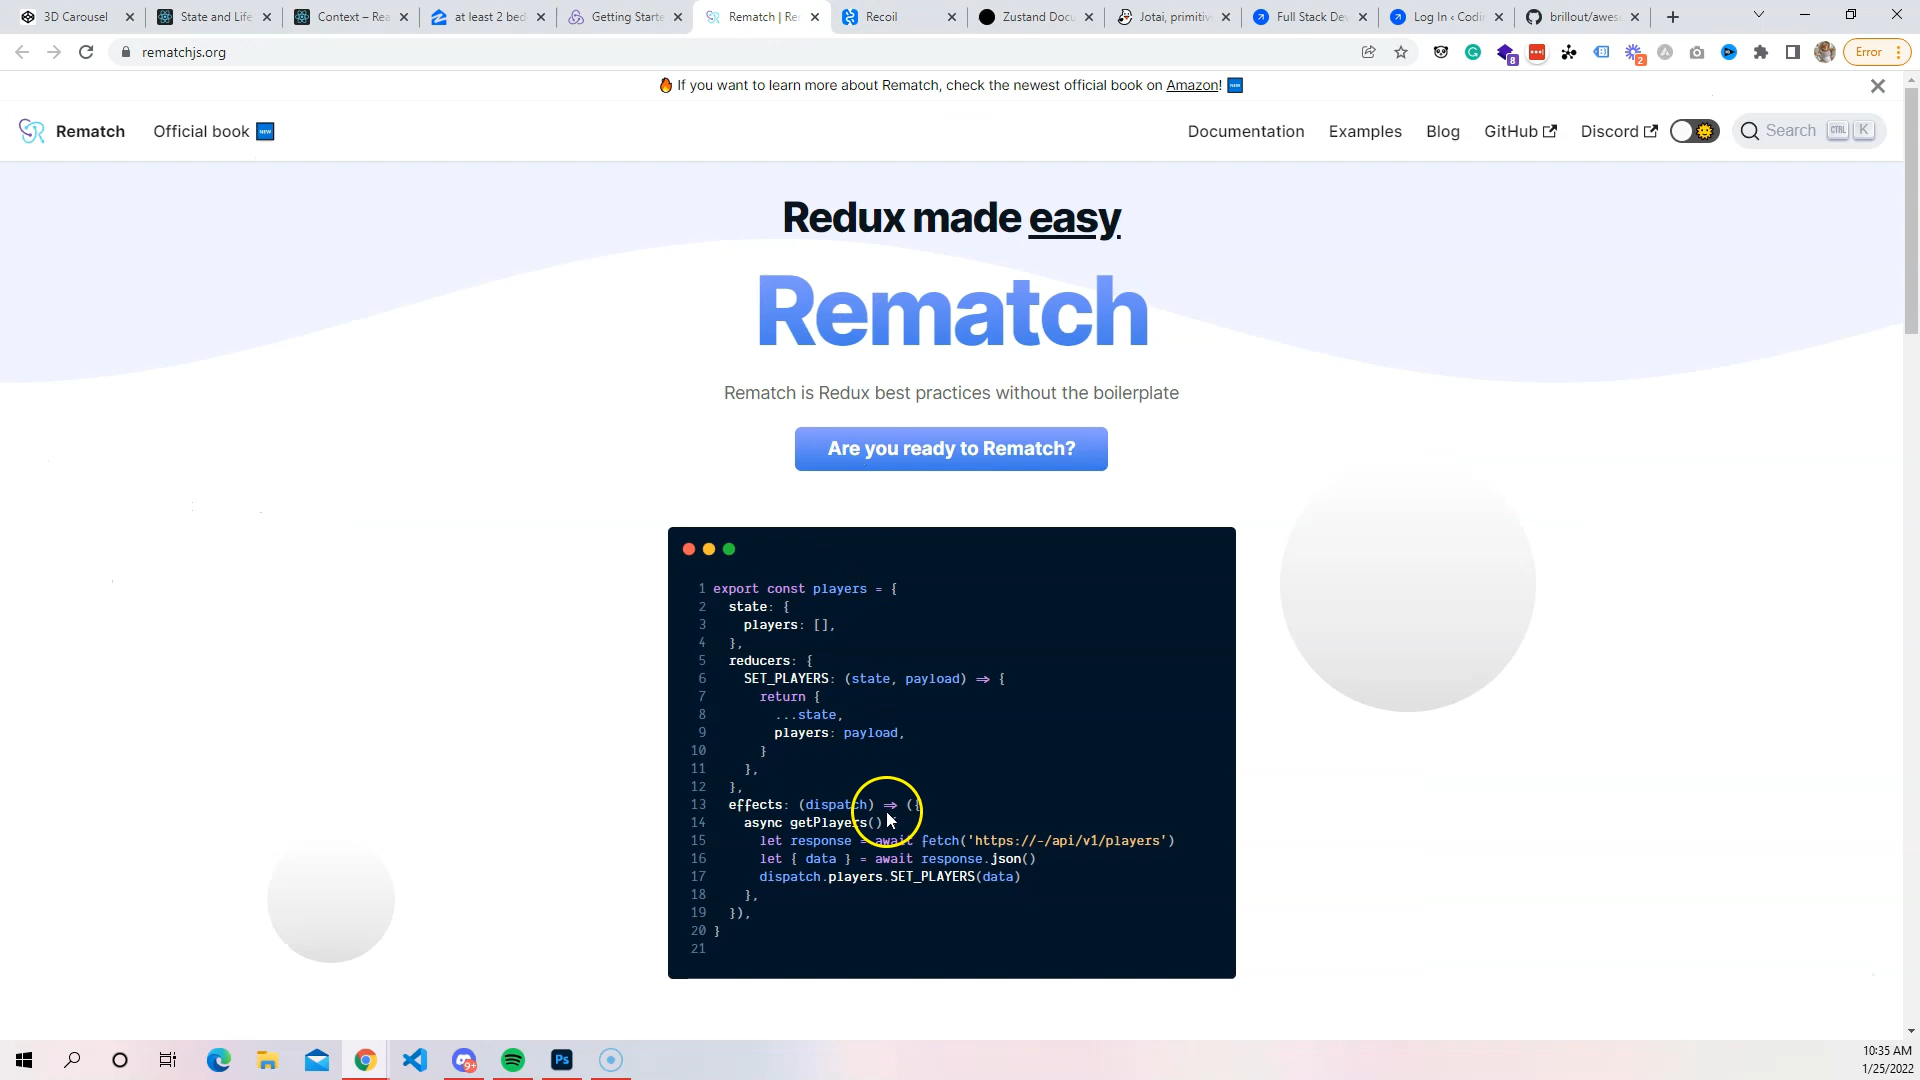 3D Carousel
State and Life
Context – Rea
at least 2 bed
Getting Starte
Rematch | Re
Recoil
Zustand Docu
Jotai, primitiv
Full Stack Dev
Log In ‹ Codin
brillout/awes
rematchjs.org
8
2
Error
🔥 If you want to learn more about Rematch, check the newest official book on Amazon! 🆕
Rematch
Official book 🆕
Documentation
Examples
Blog
GitHub
Discord
Search
CTRL
K
Redux made easy
Rematch
Rematch is Redux best practices without the boilerplate
Are you ready to Rematch?
1 export const players = {
2 state: {
3 players: [],
4 },
5 reducers: {
6 SET_PLAYERS: (state, payload) => {
7 return {
8 ...state,
9 players: payload,
10 }
11 },
12 },
13 effects: (dispatch) => ({
14 async getPlayers()
15 let response = await fetch('https://-/api/v1/players')
16 let { data } = await response.json()
17 dispatch.players.SET_PLAYERS(data)
18 },
19 }),
20 }
21
9+
Ps
10:35 AM
1/25/2022